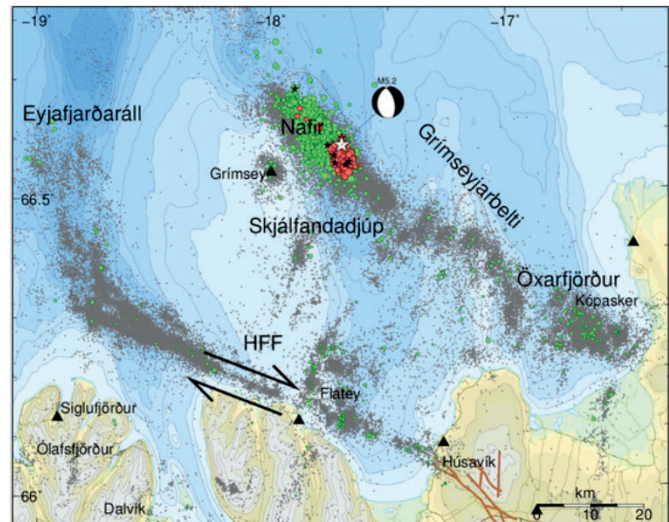 -19°
-18°
-17°
M5.2
Eyjafjarðaráll
Nafir
Grímseyjarbelti
Grímsey
66.5
Skjálfandadjúp
Öxarfjörður
Kópasker
HFF
Flatey
Siglufjörður
Ólafsfjörður
Húsavík
km
Dalvík
66
0 10 20